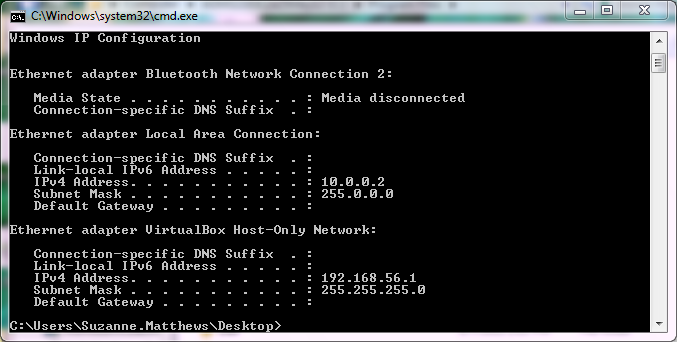 C:\Windows\system32\cmd.exe
Windows IP Configuration
Ethernet adapter Bluetooth Network Connection 2:
Media State . . . . . . . . . . . : Media disconnected
Connection-specific DNS Suffix  . :
Ethernet adapter Local Area Connection:
Connection-specific DNS Suffix  . :
Link-local IPv6 Address . . . . . :
IPv4 Address. . . . . . . . . . . : 10.0.0.2
Subnet Mask . . . . . . . . . . . : 255.0.0.0
Default Gateway . . . . . . . . . :
Ethernet adapter VirtualBox Host-Only Network:
Connection-specific DNS Suffix  . :
Link-local IPv6 Address . . . . . :
IPv4 Address. . . . . . . . . . . : 192.168.56.1
Subnet Mask . . . . . . . . . . . : 255.255.255.0
Default Gateway . . . . . . . . . :
C:\Users\Suzanne.Matthews\Desktop>